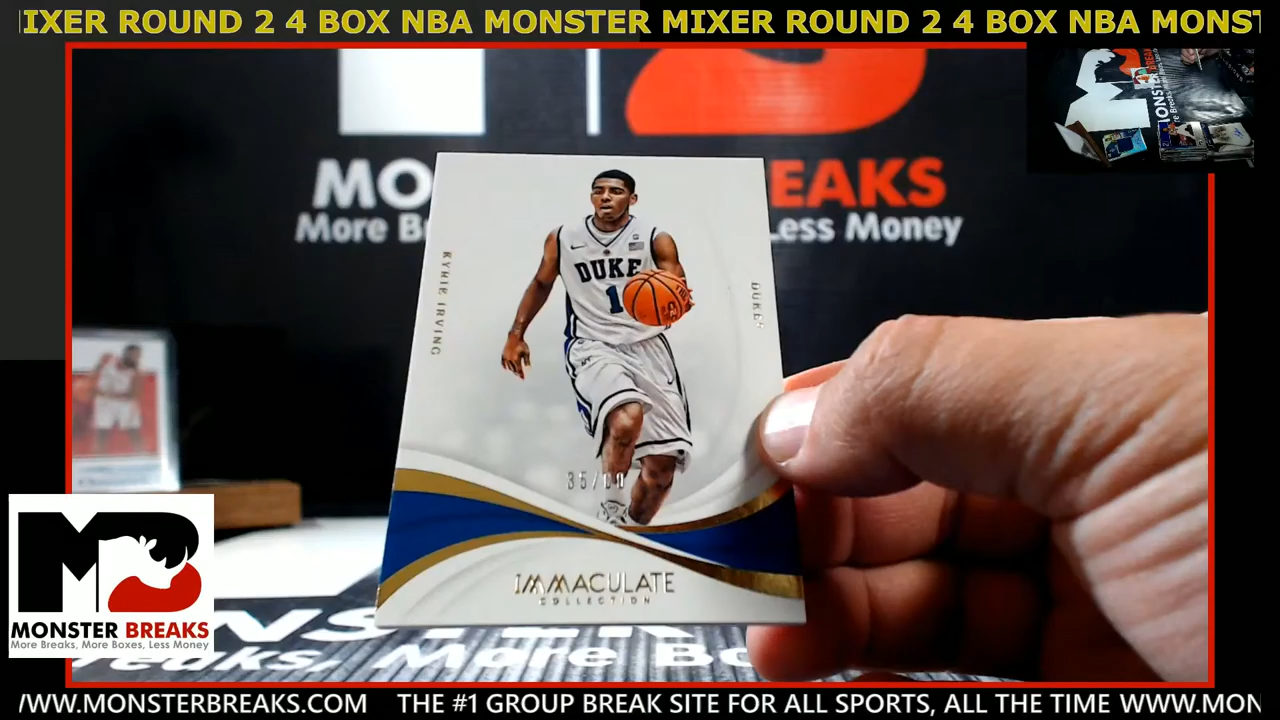 IXER ROUND 2 4 BOX NBA MONSTER MIXER ROUND 2 4 BOX NBA MONST
EAKS
Less Money
KYRIE IRVING
DUKE
DUKE
1
IMMACULATE
COLLECTION
MONSTER BREAKS
More Breaks, More Boxes, Less Money
WWW.MONSTERBREAKS.COM THE #1 GROUP BREAK SITE FOR ALL SPORTS, ALL THE TIME WWW.MON